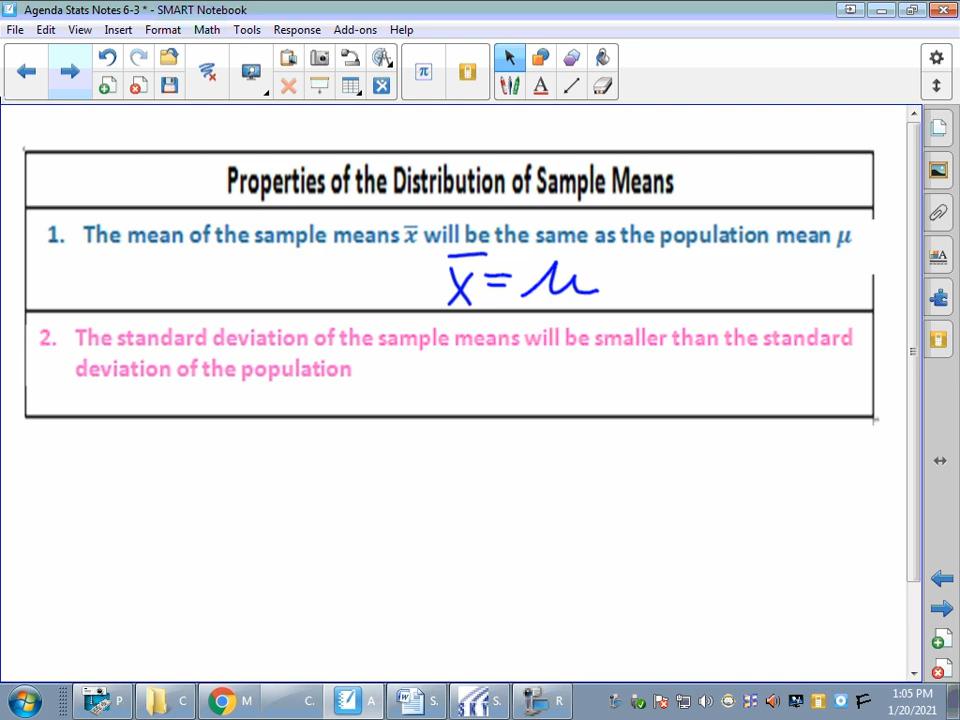 Agenda Stats Notes 6-3 * - SMART Notebook
File Edit View Insert Format Math Tools Response Add-ons Help
π
A
Properties of the Distribution of Sample Means
1. The mean of the sample means x̅ will be the same as the population mean μ
x̅ = μ
2. The standard deviation of the sample means will be smaller than the standard
deviation of the population
P C M C. A S. S. R
1:05 PM
1/20/2021